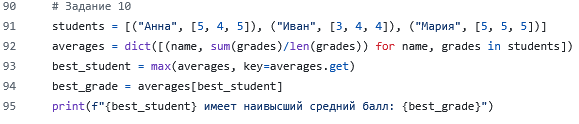 90 # Задание 10
91 students = [("Анна", [5, 4, 5]), ("Иван", [3, 4, 4]), ("Мария", [5, 5, 5])]
92 averages = dict([(name, sum(grades)/len(grades)) for name, grades in students])
93 best_student = max(averages, key=averages.get)
94 best_grade = averages[best_student]
95 print(f"{best_student} имеет наивысший средний балл: {best_grade}")